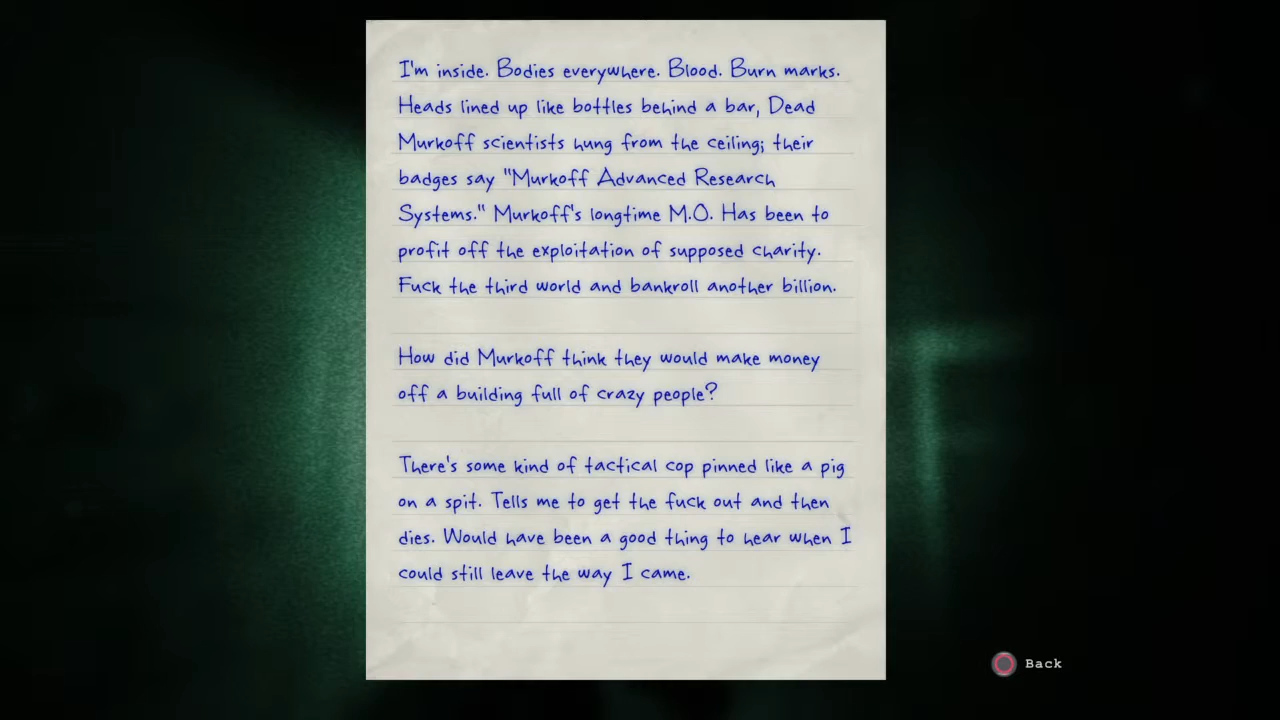 I'm inside. Bodies everywhere. Blood. Burn marks.
Heads lined up like bottles behind a bar, Dead
Murkoff scientists hung from the ceiling; their
badges say "Murkoff Advanced Research
Systems." Murkoff's longtime M.O. Has been to
profit off the exploitation of supposed charity.
Fuck the third world and bankroll another billion.
How did Murkoff think they would make money
off a building full of crazy people?
There's some kind of tactical cop pinned like a pig
on a spit. Tells me to get the fuck out and then
dies. Would have been a good thing to hear when I
could still leave the way I came.
Back